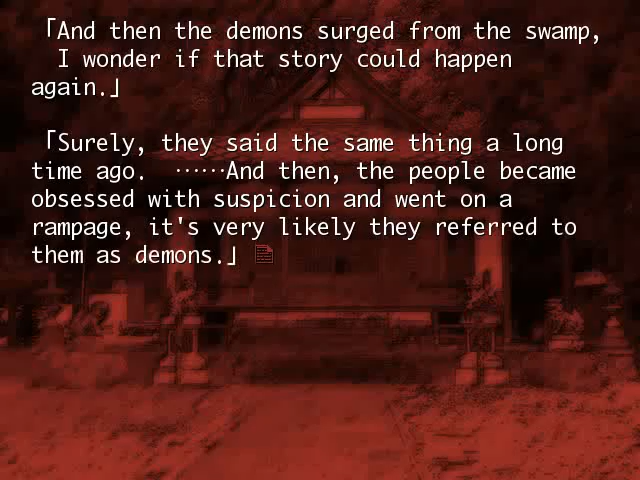 「And then the demons surged from the swamp,
I wonder if that story could happen
again.」
「Surely, they said the same thing a long
time ago. ……And then, the people became
obsessed with suspicion and went on a
rampage, it's very likely they referred to
them as demons.」